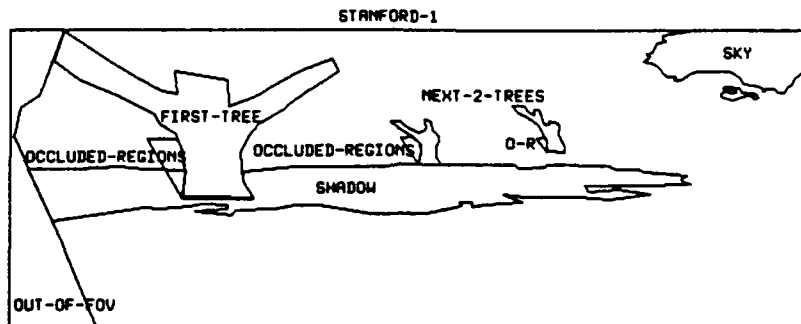 STANFORD-1
SKY
NEXT-2-TREES
FIRST-TREE
O-R
OCCLUDED-REGIONS
OCCLUDED-REGIONS
SHADOW
OUT-OF-FOV